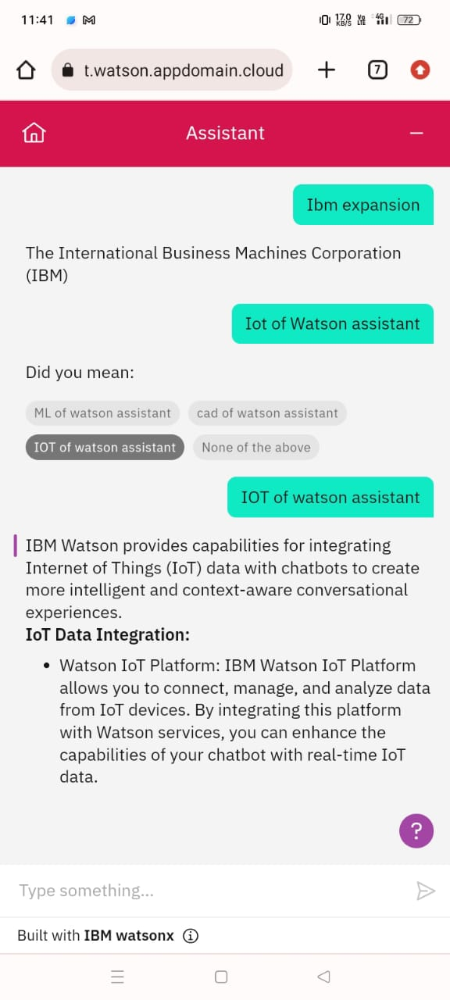 11:41
17.0 KB/S Vo LTE 4G 72
t.watson.appdomain.cloud
7
Assistant
Ibm expansion
The International Business Machines Corporation
(IBM)
Iot of Watson assistant
Did you mean:
ML of watson assistant
cad of watson assistant
IOT of watson assistant
None of the above
IOT of watson assistant
IBM Watson provides capabilities for integrating
Internet of Things (IoT) data with chatbots to create
more intelligent and context-aware conversational
experiences.
IoT Data Integration:
• Watson IoT Platform: IBM Watson IoT Platform
allows you to connect, manage, and analyze data
from IoT devices. By integrating this platform
with Watson services, you can enhance the
capabilities of your chatbot with real-time IoT
data.
?
Type something...
Built with IBM watsonx